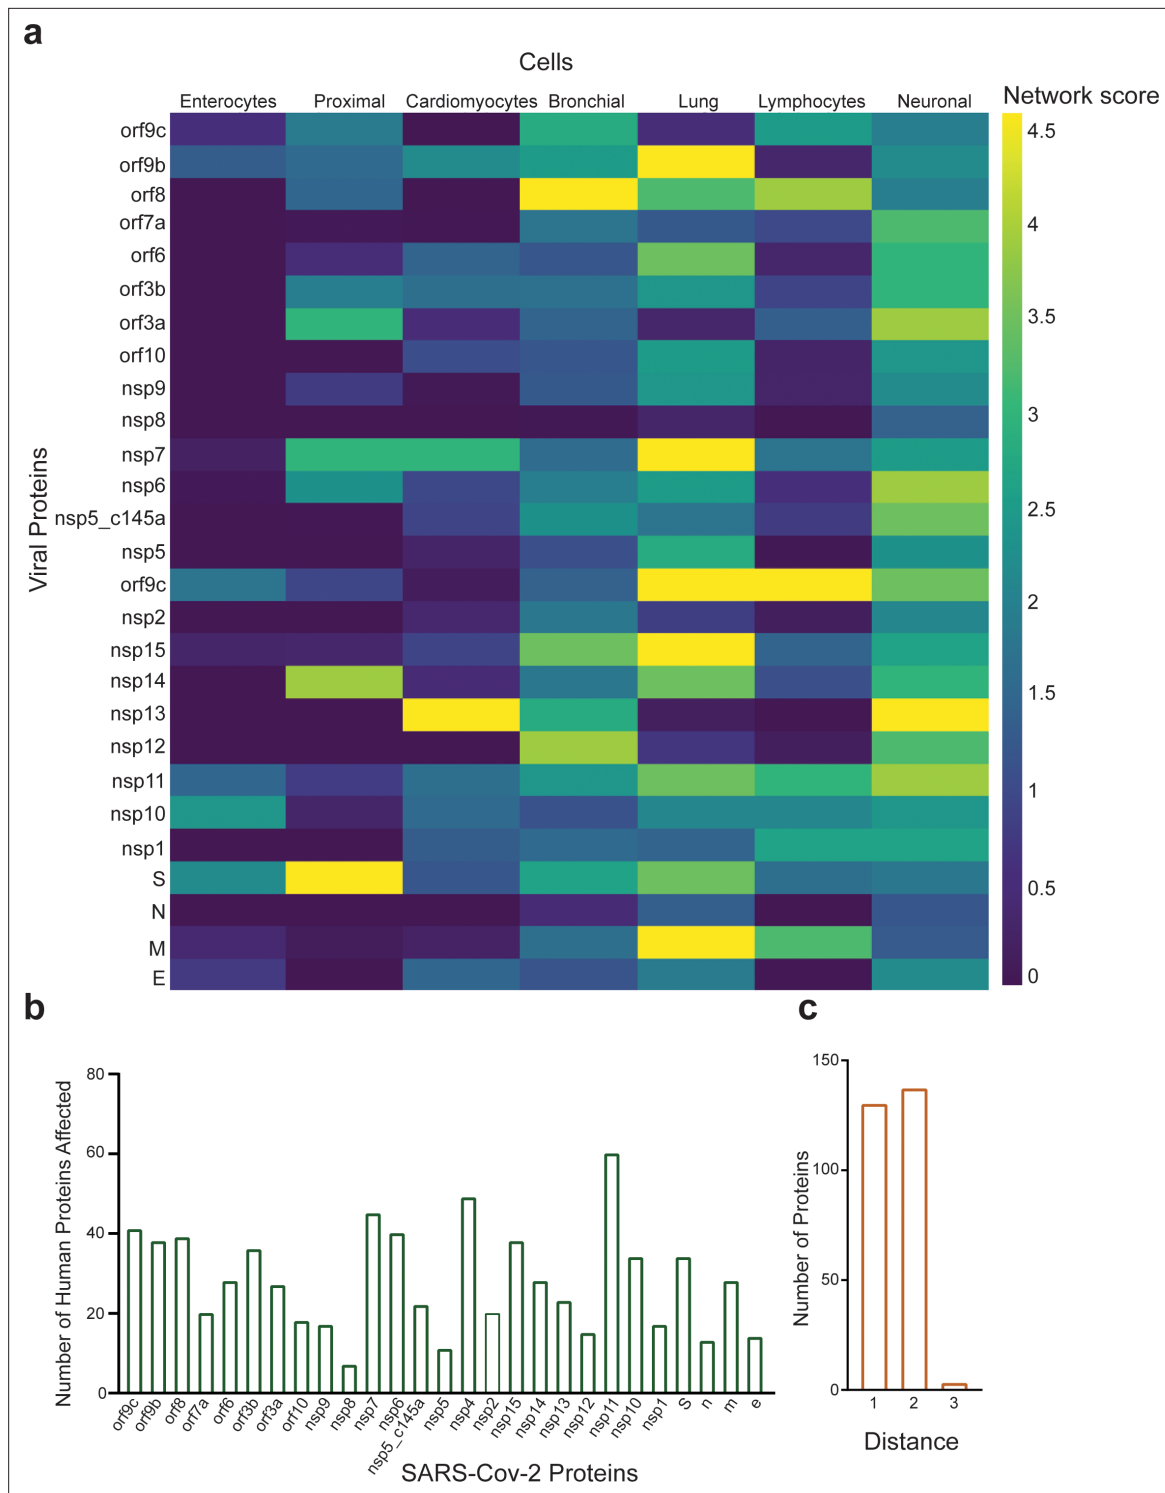 a
Cells
Enterocytes Proximal Cardiomyocytes Bronchial Lung Lymphocytes Neuronal
Network score
Viral Proteins
orf9c
orf9b
orf8
orf7a
orf6
orf3b
orf3a
orf10
nsp9
nsp8
nsp7
nsp6
nsp5_c145a
nsp5
orf9c
nsp2
nsp15
nsp14
nsp13
nsp12
nsp11
nsp10
nsp1
S
N
M
E
4.5
4
3.5
3
2.5
2
1.5
1
0.5
0
b
Number of Human Proteins Affected
80
60
40
20
0
orf9c orf9b orf8 orf7a orf6 orf3b orf3a orf10 nsp9 nsp8 nsp7 nsp6 nsp5_c145a nsp5 nsp4 nsp2 nsp15 nsp14 nsp13 nsp12 nsp11 nsp10 nsp1 S n m e
SARS-Cov-2 Proteins
c
Number of Proteins
150
100
50
0
1 2 3
Distance